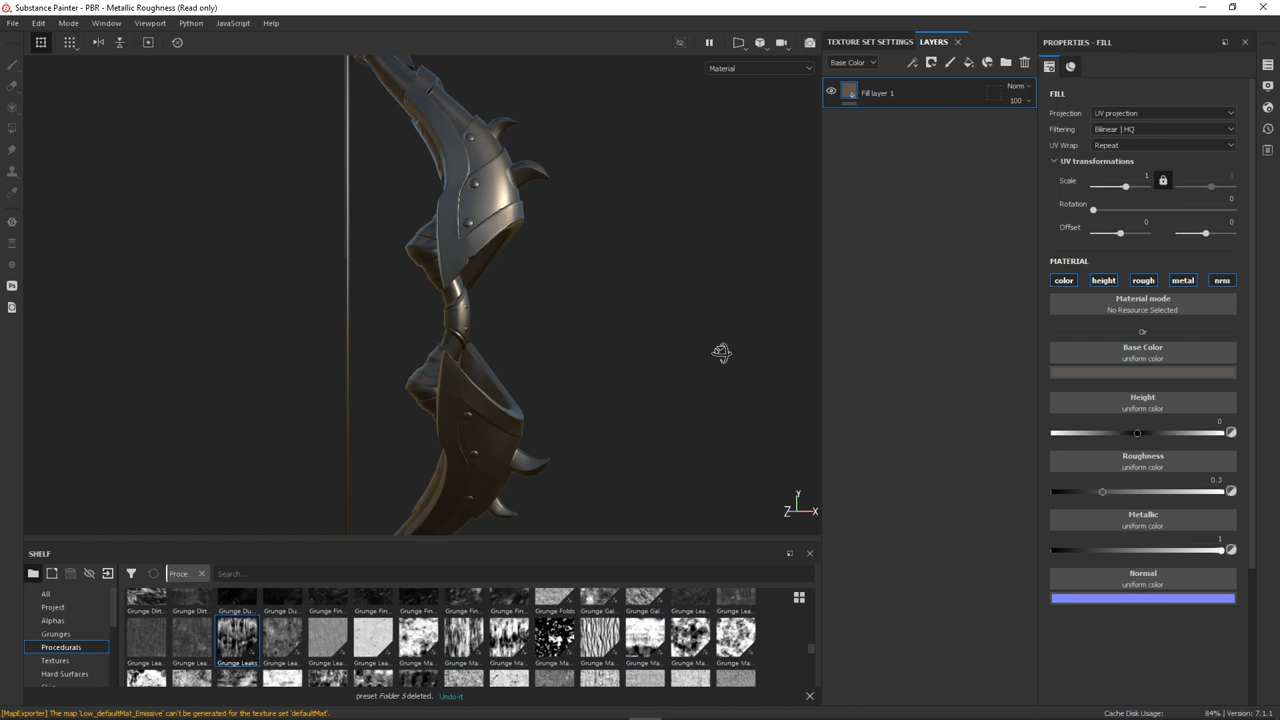 Substance Painter - PBR - Metallic Roughness (Read only)
File Edit Mode Window Viewport Python JavaScript Help
Material
TEXTURE SET SETTINGS LAYERS
Base Color
Fill layer 1
Norm
100
PROPERTIES - FILL
FILL
Projection UV projection
Filtering Bilinear | HQ
UV Wrap Repeat
UV transformations
Scale 1 1
Rotation 0
Offset 0 0
MATERIAL
color height rough metal nrm
Material mode
No Resource Selected
Or
Base Color
uniform color
Height
uniform color
0
Roughness
uniform color
0.3
Metallic
uniform color
1
Normal
uniform color
Y
Z X
Ps
SHELF
Proce... Search...
All
Project
Alphas
Grunges
Procedurals
Textures
Hard Surfaces
Grunge Dirt... Grunge Dirt... Grunge Du... Grunge Du... Grunge Fin... Grunge Fin... Grunge Fin... Grunge Fin... Grunge Fin... Grunge Folds Grunge Gal... Grunge Gal... Grunge Lea... Grunge Lea...
Grunge Lea... Grunge Lea... Grunge Leaks Grunge Lea... Grunge Lea... Grunge Lea... Grunge Ma... Grunge Ma... Grunge Ma... Grunge Ma... Grunge Ma... Grunge Ma... Grunge Ma... Grunge Ma...
preset Folder 5 deleted. Undo-it
[MapExporter] The map 'Low_defaultMat_Emissive' can't be generated for the texture set 'defaultMat'.
Cache Disk Usage: 84% | Version: 7.1.1